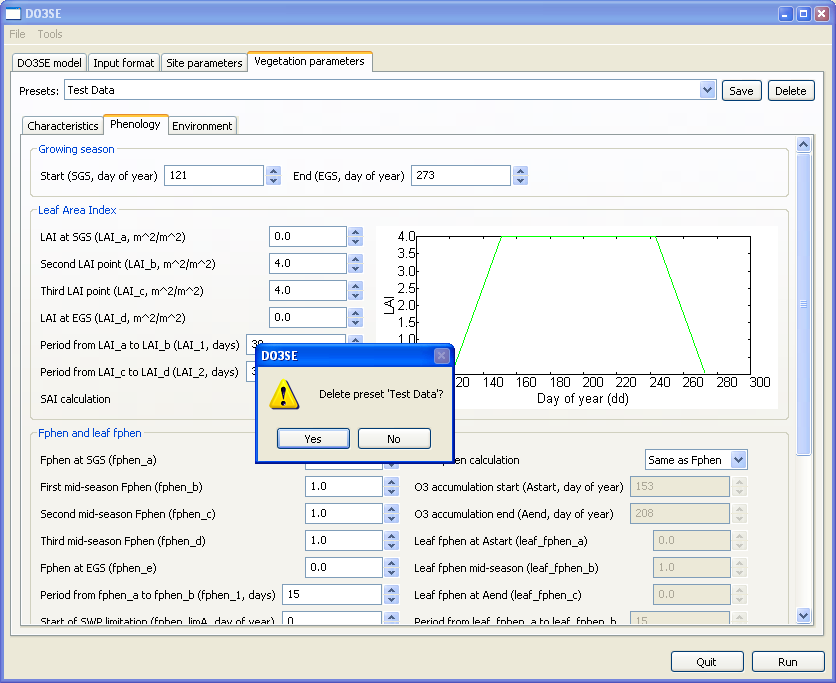 DO3SE
File Tools
DO3SE model Input format Site parameters Vegetation parameters
Presets: Test Data Save Delete
Characteristics Phenology Environment
Growing season
Start (SGS, day of year) 121 End (EGS, day of year) 273
Leaf Area Index
LAI at SGS (LAI_a, m^2/m^2) 0.0
Second LAI point (LAI_b, m^2/m^2) 4.0
Third LAI point (LAI_c, m^2/m^2) 4.0
LAI at EGS (LAI_d, m^2/m^2) 0.0
Period from LAI_a to LAI_b (LAI_1, days)
Period from LAI_c to LAI_d (LAI_2, days)
SAI calculation
4.0
3.5
3.0
2.5
2.0
1.5
LAI
20 140 160 180 200 220 240 260 280 300
Day of year (dd)
DO3SE
Delete preset 'Test Data'?
Yes No
Fphen and leaf fphen
Fphen at SGS (fphen_a) calculation Same as Fphen
First mid-season Fphen (fphen_b) 1.0 O3 accumulation start (Astart, day of year) 153
Second mid-season Fphen (fphen_c) 1.0 O3 accumulation end (Aend, day of year) 208
Third mid-season Fphen (fphen_d) 1.0 Leaf fphen at Astart (leaf_fphen_a) 0.0
Fphen at EGS (fphen_e) 0.0 Leaf fphen mid-season (leaf_fphen_b) 1.0
Period from fphen_a to fphen_b (fphen_1, days) 15 Leaf fphen at Aend (leaf_fphen_c) 0.0
Start of SWP limitation (fphen_limA, day of year) 0 Period from leaf_fphen_a to leaf_fphen_b 15
Quit Run